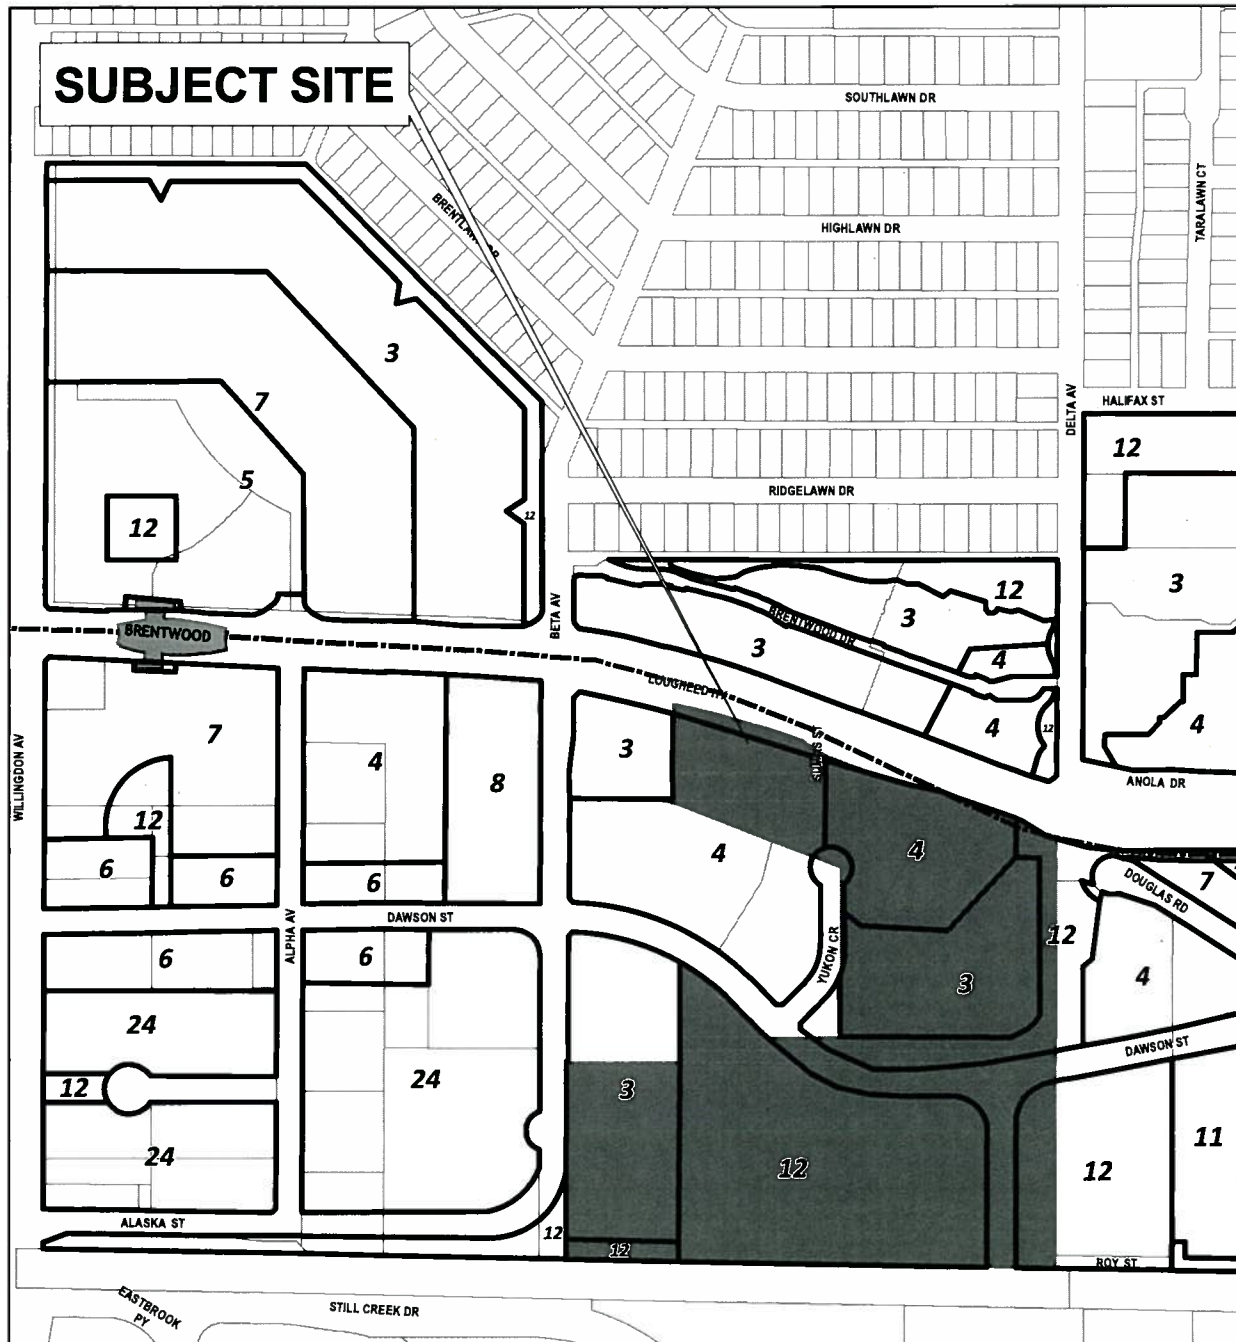 SUBJECT SITE
SOUTHLAWN DR
TARALAWN CT
HIGHLAWN DR
3
HALIFAX ST
7
DELTA AV
12
5
RIDGELAWN DR
12
12
3
12
3
BRENTWOOD DR
BETA AV
BRENTWOOD
3
4
LOUGHEED
4
12
4
7
3
ANOLA DR
4
8
WILLINGDON AV
12
4
4
6
6
6
7
DOUGLAS RD
DAWSON ST
ALPHA AV
12
6
6
YUKON CR
4
3
24
DAWSON ST
12
24
3
11
24
12
12
ALASKA ST
12
12
ROY ST
EASTBROOK
PY
STILL CREEK DR